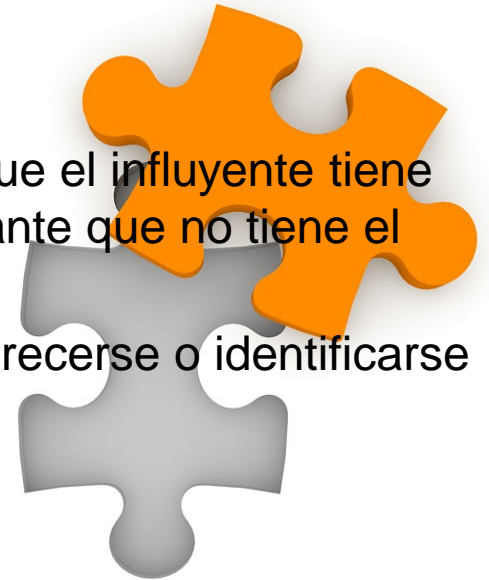 ue el influyente tiene
ante que no tiene el
recerse o identificarse